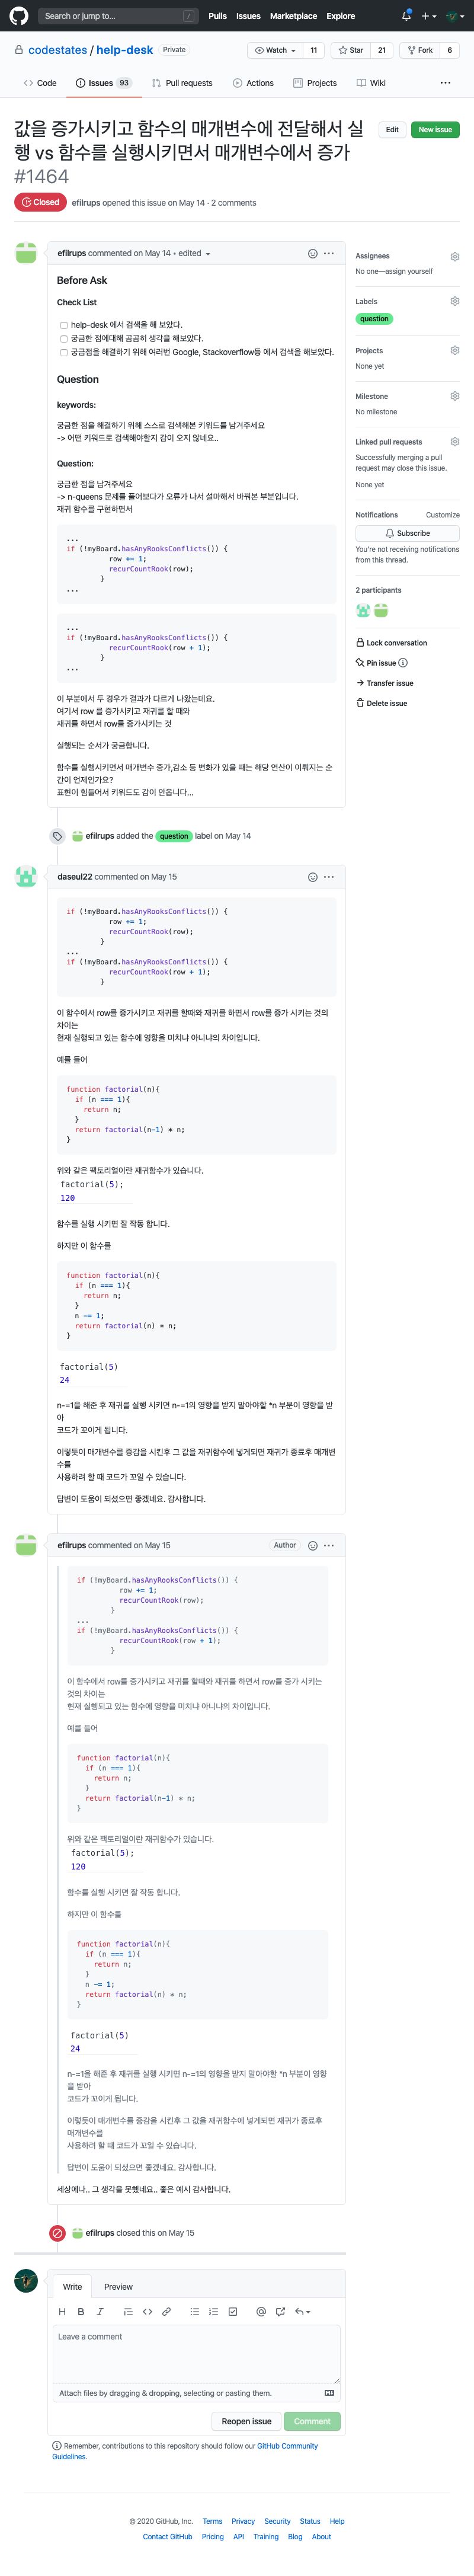 Search or jump to...
/
Pulls Issues Marketplace Explore
codestates / help-desk Private
Watch 11 Star 21 Fork 6
Code Issues 93 Pull requests Actions Projects Wiki
값을 증가시키고 함수의 매개변수에 전달해서 실
행 vs 함수를 실행시키면서 매개변수에서 증가
#1464
Edit New issue
Closed efilrups opened this issue on May 14 · 2 comments
efilrups commented on May 14 • edited
Before Ask
Check List
help-desk 에서 검색을 해 보았다.
궁금한 점에대해 곰곰히 생각을 해보았다.
궁금점을 해결하기 위해 여러번 Google, Stackoverflow등 에서 검색을 해보았다.
Question
keywords:
궁금한 점을 해결하기 위해 스스로 검색해본 키워드를 남겨주세요
-> 어떤 키워드로 검색해야할지 감이 오지 않네요..
Question:
궁금한 점을 남겨주세요
-> n-queens 문제를 풀어보다가 오류가 나서 설마해서 바꿔본 부분입니다.
재귀 함수를 구현하면서
...
if (!myBoard.hasAnyRooksConflicts()) {
row += 1;
recurCountRook(row);
}
...
...
if (!myBoard.hasAnyRooksConflicts()) {
recurCountRook(row + 1);
}
...
이 부분에서 두 경우가 결과가 다르게 나왔는데요.
여기서 row 를 증가시키고 재귀를 할 때와
재귀를 하면서 row를 증가시키는 것
실행되는 순서가 궁금합니다.
함수를 실행시키면서 매개변수 증가,감소 등 변화가 있을 때는 해당 연산이 이뤄지는 순
간이 언제인가요?
표현이 힘들어서 키워드도 감이 안옵니다...
efilrups added the question label on May 14
daseul22 commented on May 15
if (!myBoard.hasAnyRooksConflicts()) {
row += 1;
recurCountRook(row);
}
...
if (!myBoard.hasAnyRooksConflicts()) {
recurCountRook(row + 1);
}
이 함수에서 row를 증가시키고 재귀를 할때와 재귀를 하면서 row를 증가 시키는 것의
차이는
현재 실행되고 있는 함수에 영향을 미치냐 아니냐의 차이입니다.
예를 들어
function factorial(n){
if (n === 1){
return n;
}
return factorial(n-1) * n;
}
위와 같은 팩토리얼이란 재귀함수가 있습니다.
factorial(5);
120
함수를 실행 시키면 잘 작동 합니다.
하지만 이 함수를
function factorial(n){
if (n === 1){
return n;
}
n -= 1;
return factorial(n) * n;
}
factorial(5)
24
n-=1을 해준 후 재귀를 실행 시키면 n-=1의 영향을 받지 말아야할 *n 부분이 영향을 받
아
코드가 꼬이게 됩니다.
이렇듯이 매개변수를 증감을 시킨후 그 값을 재귀함수에 넣게되면 재귀가 종료후 매개변
수를
사용하려 할 때 코드가 꼬일 수 있습니다.
답변이 도움이 되셨으면 좋겠네요. 감사합니다.
efilrups commented on May 15 Author
if (!myBoard.hasAnyRooksConflicts()) {
row += 1;
recurCountRook(row);
}
...
if (!myBoard.hasAnyRooksConflicts()) {
recurCountRook(row + 1);
}
이 함수에서 row를 증가시키고 재귀를 할때와 재귀를 하면서 row를 증가 시키는
것의 차이는
현재 실행되고 있는 함수에 영향을 미치냐 아니냐의 차이입니다.
예를 들어
function factorial(n){
if (n === 1){
return n;
}
return factorial(n-1) * n;
}
위와 같은 팩토리얼이란 재귀함수가 있습니다.
factorial(5);
120
함수를 실행 시키면 잘 작동 합니다.
하지만 이 함수를
function factorial(n){
if (n === 1){
return n;
}
n -= 1;
return factorial(n) * n;
}
factorial(5)
24
n-=1을 해준 후 재귀를 실행 시키면 n-=1의 영향을 받지 말아야할 *n 부분이 영향
을 받아
코드가 꼬이게 됩니다.
이렇듯이 매개변수를 증감을 시킨후 그 값을 재귀함수에 넣게되면 재귀가 종료후
매개변수를
사용하려 할 때 코드가 꼬일 수 있습니다.
답변이 도움이 되셨으면 좋겠네요. 감사합니다.
세상에나.. 그 생각을 못했네요.. 좋은 예시 감사합니다.
efilrups closed this on May 15
Write Preview
Leave a comment
Attach files by dragging & dropping, selecting or pasting them.
Reopen issue Comment
Remember, contributions to this repository should follow our GitHub Community
Guidelines.
Assignees
No one—assign yourself
Labels
question
Projects
None yet
Milestone
No milestone
Linked pull requests
Successfully merging a pull
request may close this issue.
None yet
Notifications Customize
Subscribe
You're not receiving notifications
from this thread.
2 participants
Lock conversation
Pin issue
Transfer issue
Delete issue
© 2020 GitHub, Inc. Terms Privacy Security Status Help
Contact GitHub Pricing API Training Blog About